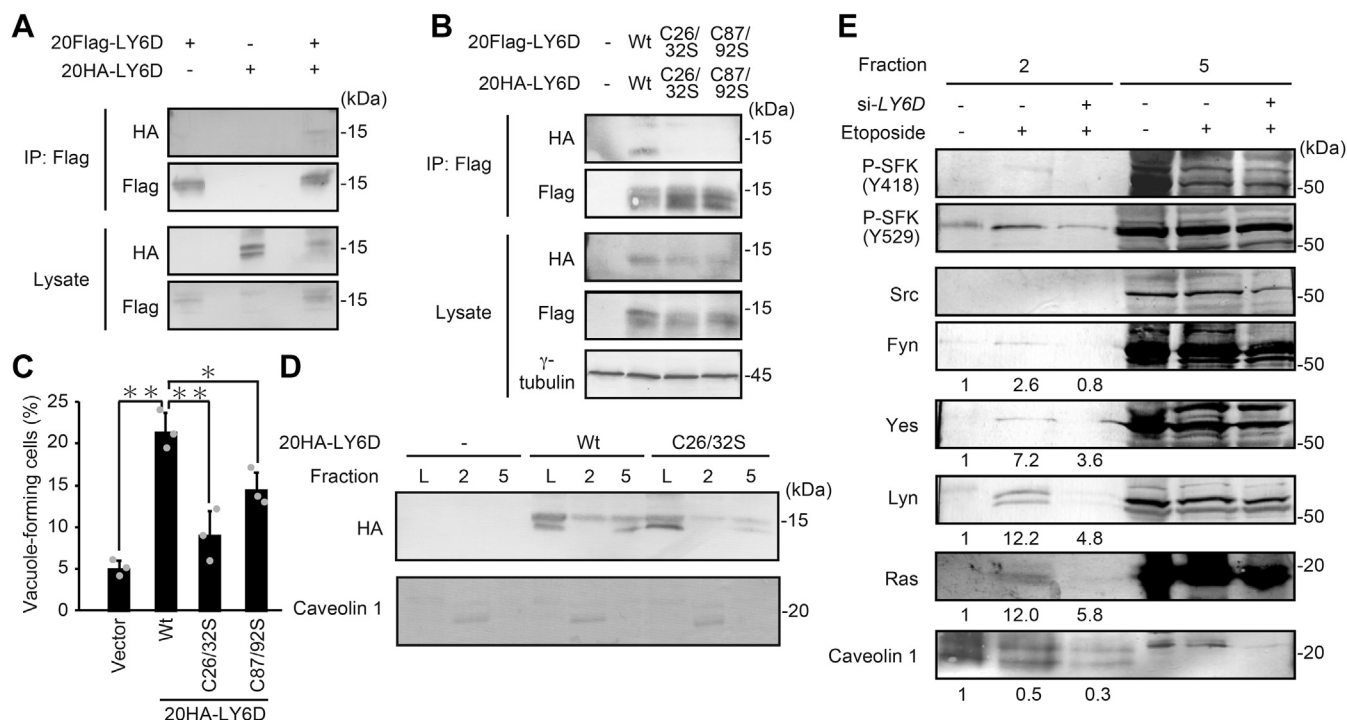 A
20Flag-LY6D + - +
20HA-LY6D - + +
(kDa)
IP: Flag
HA -15
Flag -15
Lysate
HA -15
Flag -15
B
20Flag-LY6D - Wt C26/32S C87/92S
20HA-LY6D - Wt C26/32S C87/92S
(kDa)
IP: Flag
HA -15
Flag -15
Lysate
HA -15
Flag -15
γ-tubulin -45
C
Vacuole-forming cells (%)
25
20
15
10
5
0
** ** *
Vector
Wt
C26/32S
C87/92S
20HA-LY6D
D
20HA-LY6D - Wt C26/32S
Fraction L 2 5 L 2 5 L 2 5
(kDa)
HA -15
Caveolin 1 -20
E
Fraction 2 5
si-LY6D - - + - - +
Etoposide - + + - + +
(kDa)
P-SFK
(Y418) -50
P-SFK
(Y529) -50
Src -50
Fyn -50
1 2.6 0.8
Yes -50
1 7.2 3.6
Lyn -50
1 12.2 4.8
Ras -20
1 12.0 5.8
Caveolin 1 -20
1 0.5 0.3